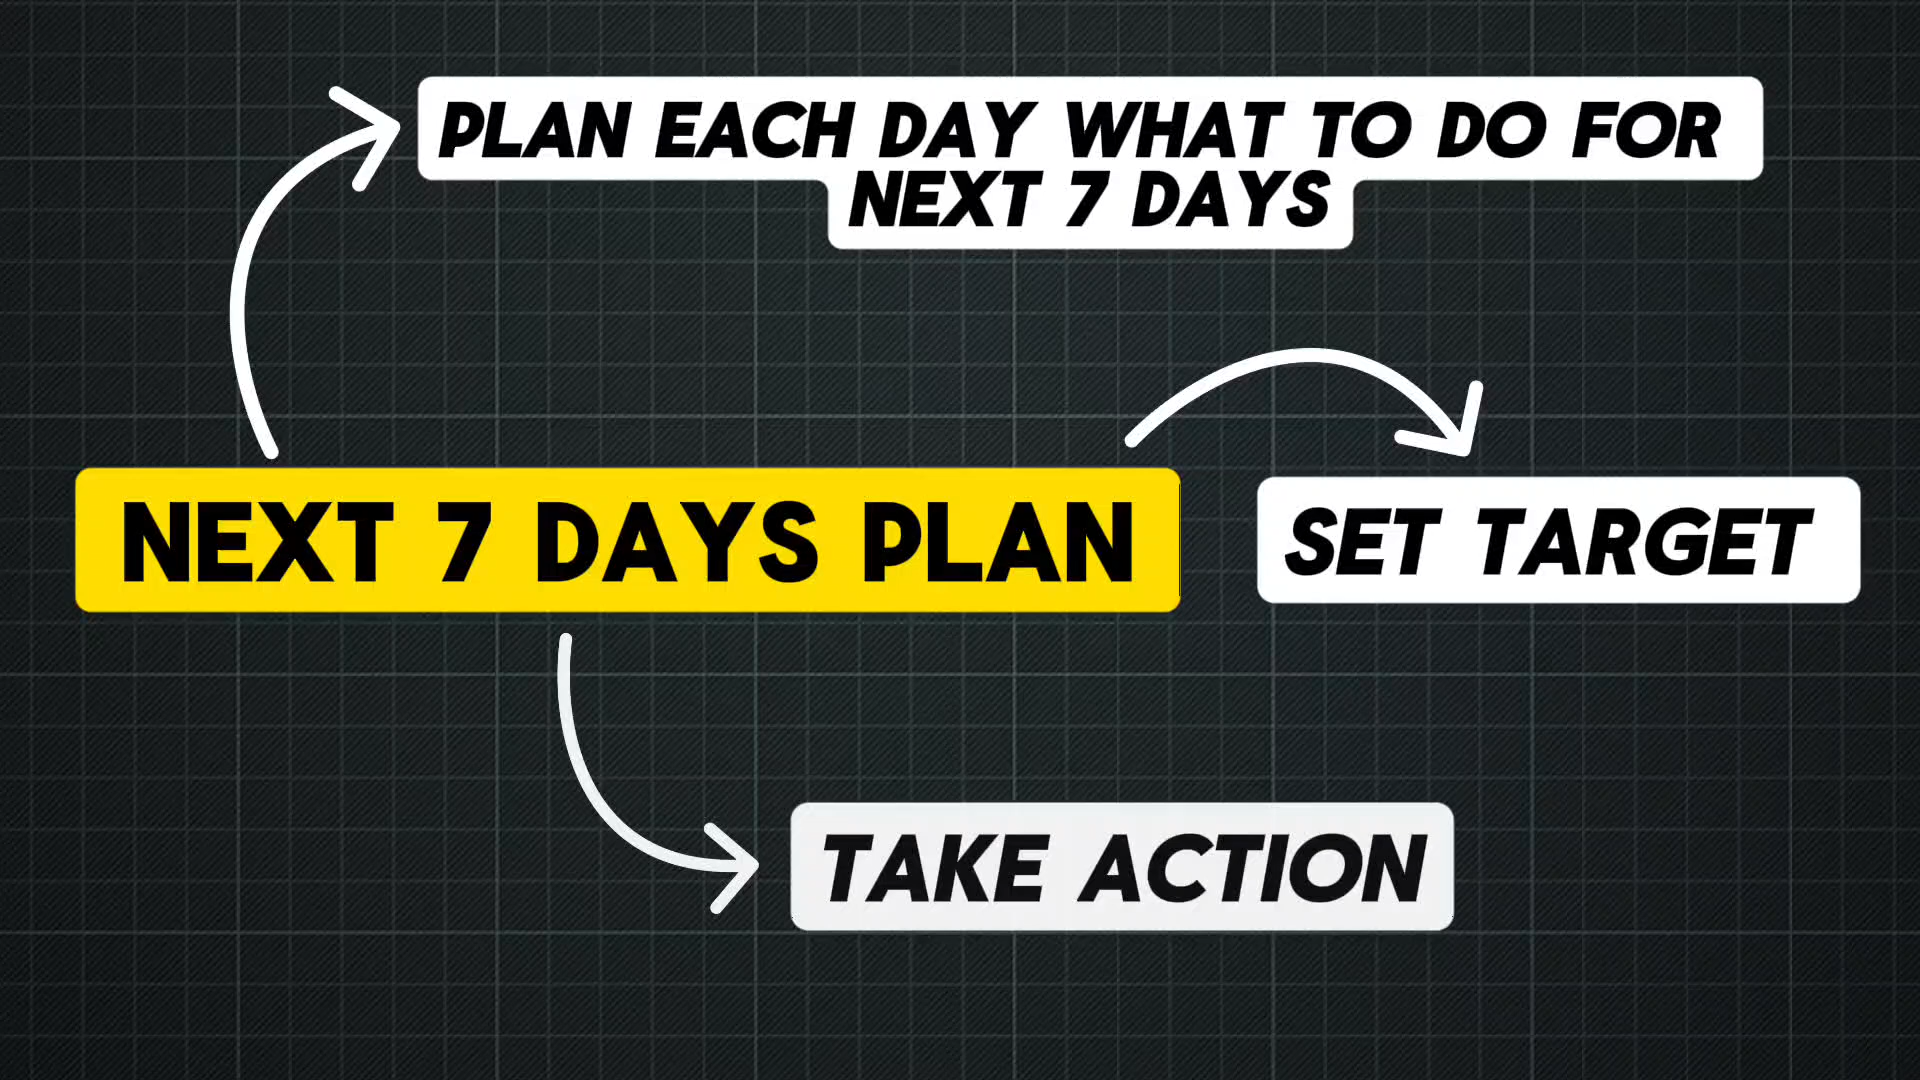 PLAN EACH DAY WHAT TO DO FOR
NEXT 7 DAYS
NEXT 7 DAYS PLAN
SET TARGET
TAKE ACTION